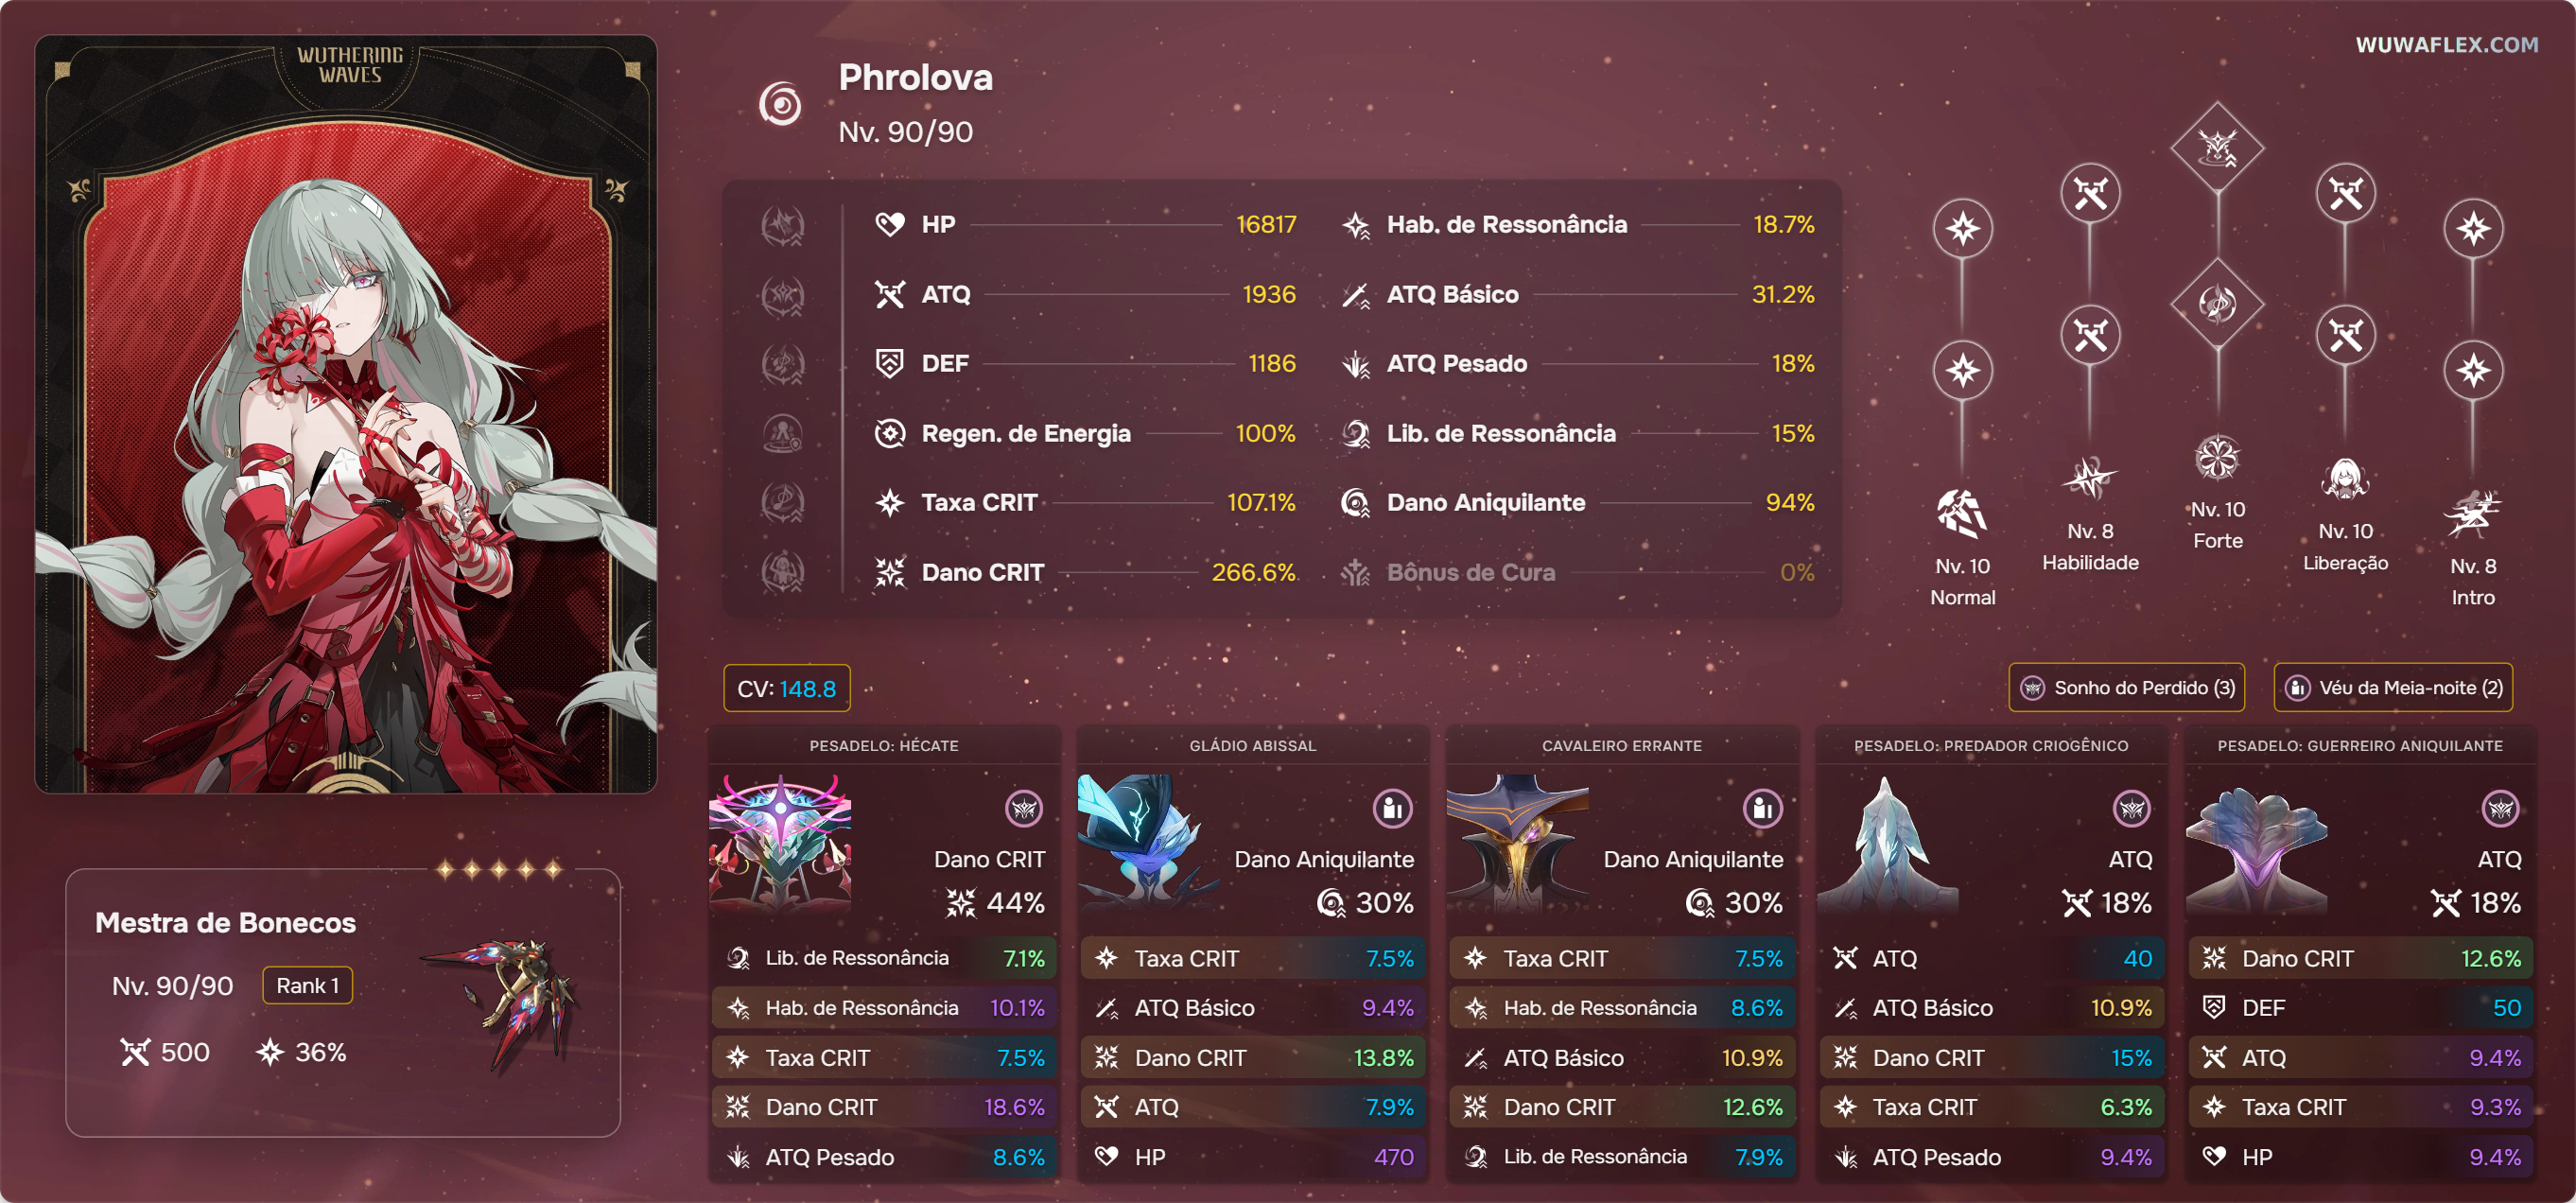 WUTHERING
WAVES
WUWAFLEX.COM
Phrolova
Nv. 90/90
HP 16817
ATQ 1936
DEF 1186
Regen. de Energia 100%
Taxa CRIT 107.1%
Dano CRIT 266.6%
Hab. de Ressonância 18.7%
ATQ Básico 31.2%
ATQ Pesado 18%
Lib. de Ressonância 15%
Dano Aniquilante 94%
Bônus de Cura 0%
Nv. 10
Normal
Nv. 8
Habilidade
Nv. 10
Forte
Nv. 10
Liberação
Nv. 8
Intro
CV: 148.8
Sonho do Perdido (3)
Véu da Meia-noite (2)
Mestra de Bonecos
Nv. 90/90
Rank 1
500
36%
PESADELO: HÉCATE
Dano CRIT
44%
Lib. de Ressonância 7.1%
Hab. de Ressonância 10.1%
Taxa CRIT 7.5%
Dano CRIT 18.6%
ATQ Pesado 8.6%
GLÁDIO ABISSAL
Dano Aniquilante
30%
Taxa CRIT 7.5%
ATQ Básico 9.4%
Dano CRIT 13.8%
ATQ 7.9%
HP 470
CAVALEIRO ERRANTE
Dano Aniquilante
30%
Taxa CRIT 7.5%
Hab. de Ressonância 8.6%
ATQ Básico 10.9%
Dano CRIT 12.6%
Lib. de Ressonância 7.9%
PESADELO: PREDADOR CRIOGÊNICO
ATQ
18%
ATQ 40
ATQ Básico 10.9%
Dano CRIT 15%
Taxa CRIT 6.3%
ATQ Pesado 9.4%
PESADELO: GUERREIRO ANIQUILANTE
ATQ
18%
Dano CRIT 12.6%
DEF 50
ATQ 9.4%
Taxa CRIT 9.3%
HP 9.4%